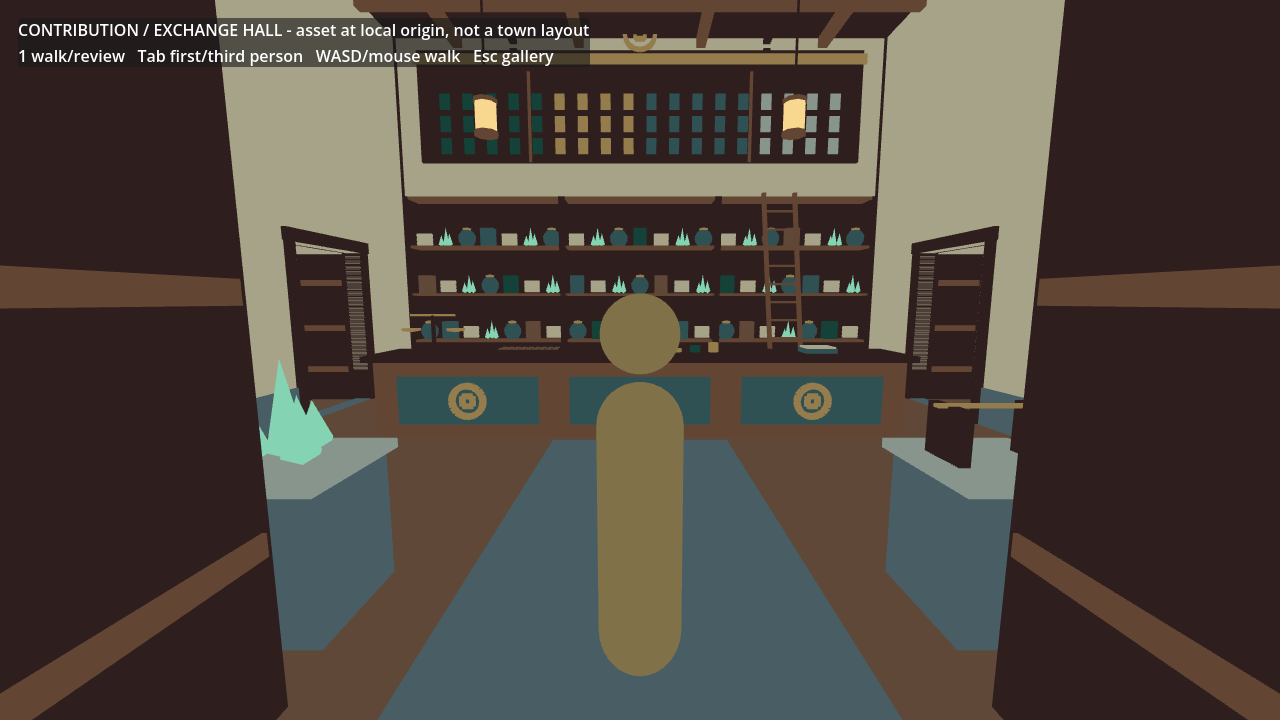 CONTRIBUTION / EXCHANGE HALL - asset at local origin, not a town layout
1 walk/review   Tab first/third person   WASD/mouse walk   Esc gallery